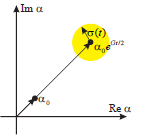 Im α
σ(t)
α₀e^{Gt/2}
α₀
Re α